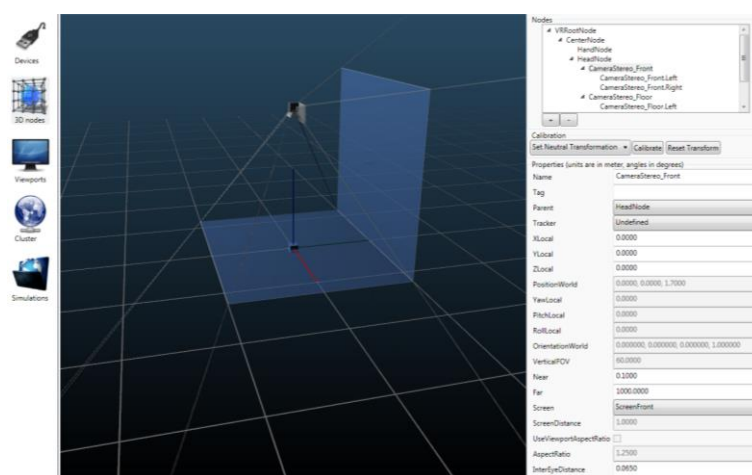 Devices
3D nodes
Viewports
Cluster
Simulations
Nodes
VRRootNode
CenterNode
HandNode
HeadNode
CameraStereo_Front
CameraStereo_Front.Left
CameraStereo_Front.Right
CameraStereo_Floor
CameraStereo_Floor.Left
+ -
Calibration
Set Neutral Transformation Calibrate Reset Transform
Properties (units are in meter, angles in degrees)
Name CameraStereo_Front
Tag
Parent HeadNode
Tracker Undefined
XLocal 0.0000
YLocal 0.0000
ZLocal 0.0000
PositionWorld 0.0000, 0.0000, 1.7000
YawLocal 0.0000
PitchLocal 0.0000
RollLocal 0.0000
OrientationWorld 0.000000, 0.000000, 0.000000, 1.000000
VerticalFOV 60.0000
Near 0.1000
Far 1000.0000
Screen ScreenFront
ScreenDistance 1.0000
UseViewportAspectRatio
AspectRatio 1.2500
InterEyeDistance 0.0650